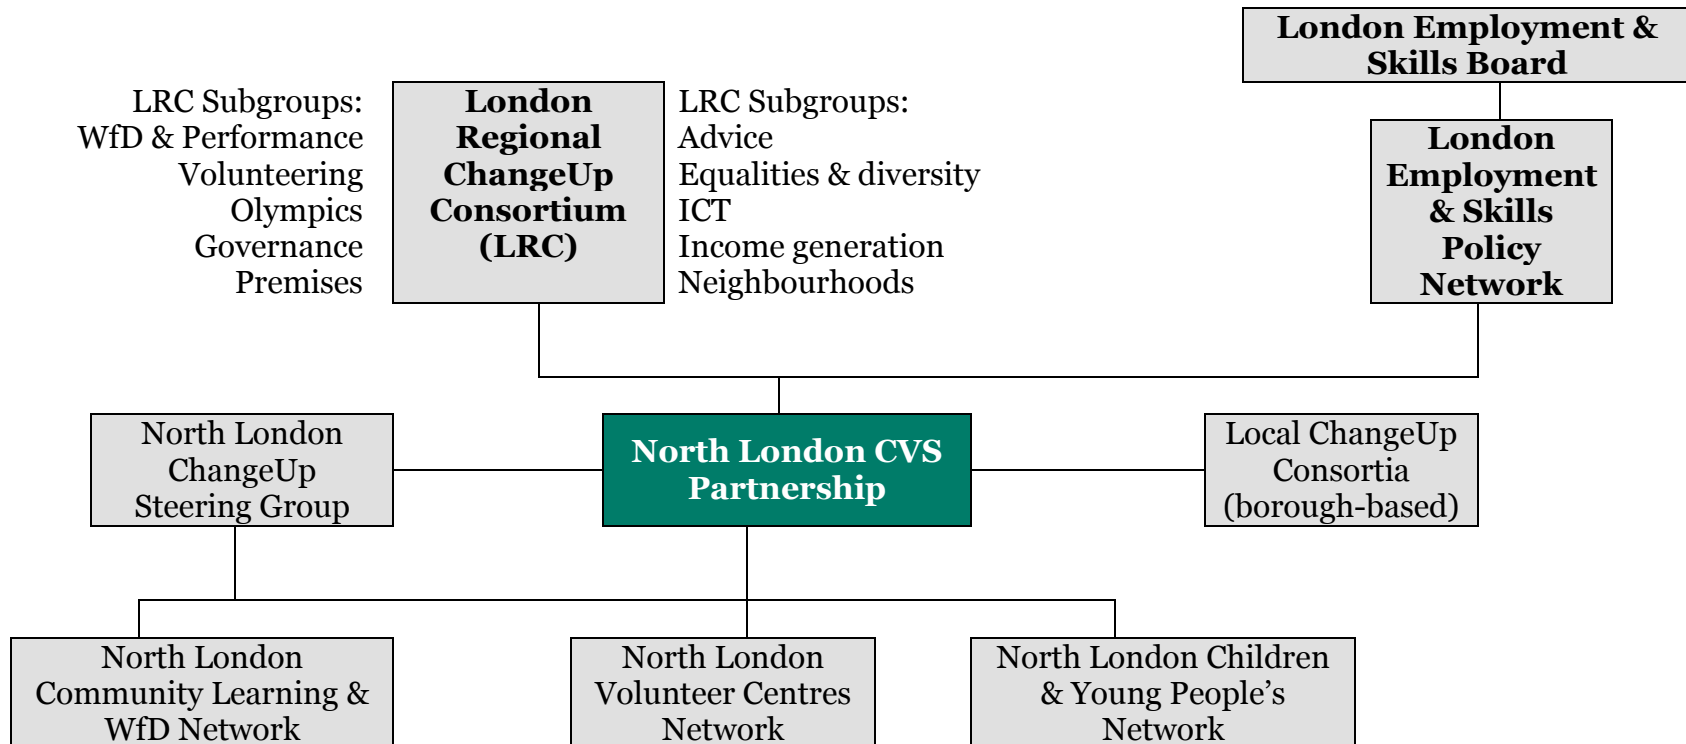 London Employment &
Skills Board
LRC Subgroups:
WfD & Performance
Volunteering
Olympics
Governance
Premises
London
Regional
ChangeUp
Consortium
(LRC)
LRC Subgroups:
Advice
Equalities & diversity
ICT
Income generation
Neighbourhoods
London
Employment
& Skills
Policy
Network
North London
ChangeUp
Steering Group
North London CVS
Partnership
Local ChangeUp
Consortia
(borough-based)
North London
Community Learning &
WfD Network
North London
Volunteer Centres
Network
North London Children
& Young People’s
Network